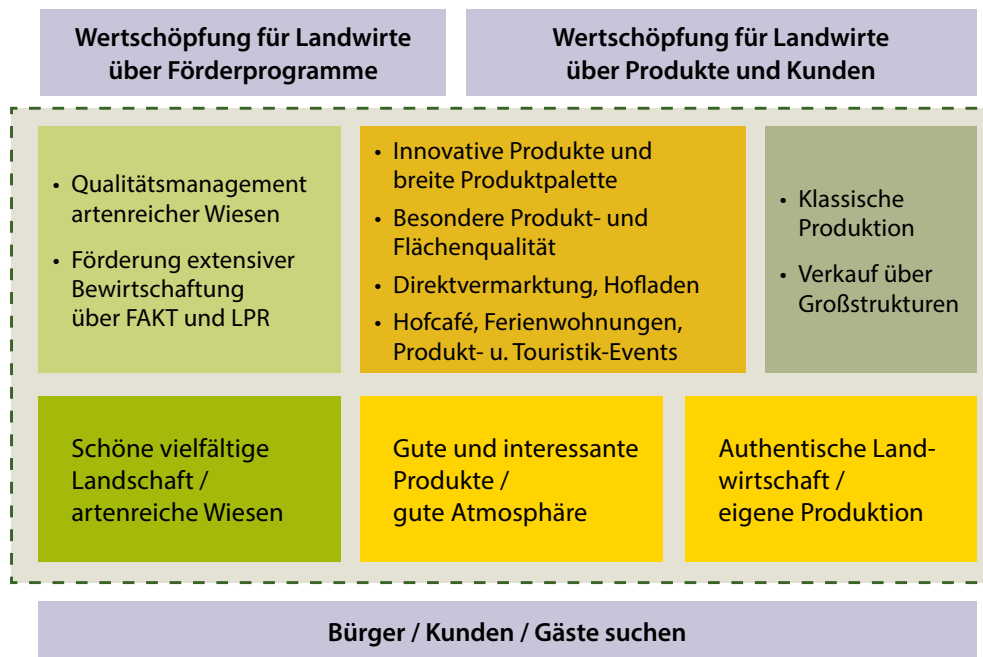 Wertschöpfung für Landwirte
über Förderprogramme
Wertschöpfung für Landwirte
über Produkte und Kunden
• Qualitätsmanagement
artenreicher Wiesen
• Förderung extensiver
Bewirtschaftung
über FAKT und LPR
• Innovative Produkte und
breite Produktpalette
• Besondere Produkt- und
Flächenqualität
• Direktvermarktung, Hofladen
• Hofcafé, Ferienwohnungen,
Produkt- u. Touristik-Events
• Klassische
Produktion
• Verkauf über
Großstrukturen
Schöne vielfältige
Landschaft /
artenreiche Wiesen
Gute und interessante
Produkte /
gute Atmosphäre
Authentische Land-
wirtschaft /
eigene Produktion
Bürger / Kunden / Gäste suchen